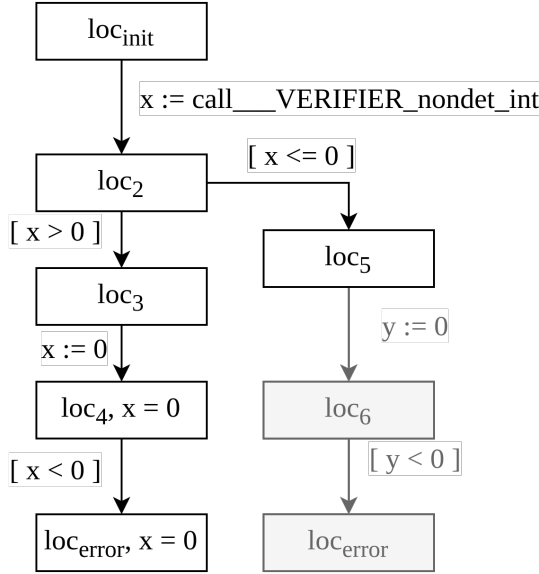 loc_init
x := call___VERIFIER_nondet_int
[ x <= 0 ]
loc_2
[ x > 0 ]
loc_5
loc_3
y := 0
x := 0
loc_4, x = 0
loc_6
[ x < 0 ]
[ y < 0 ]
loc_error, x = 0
loc_error